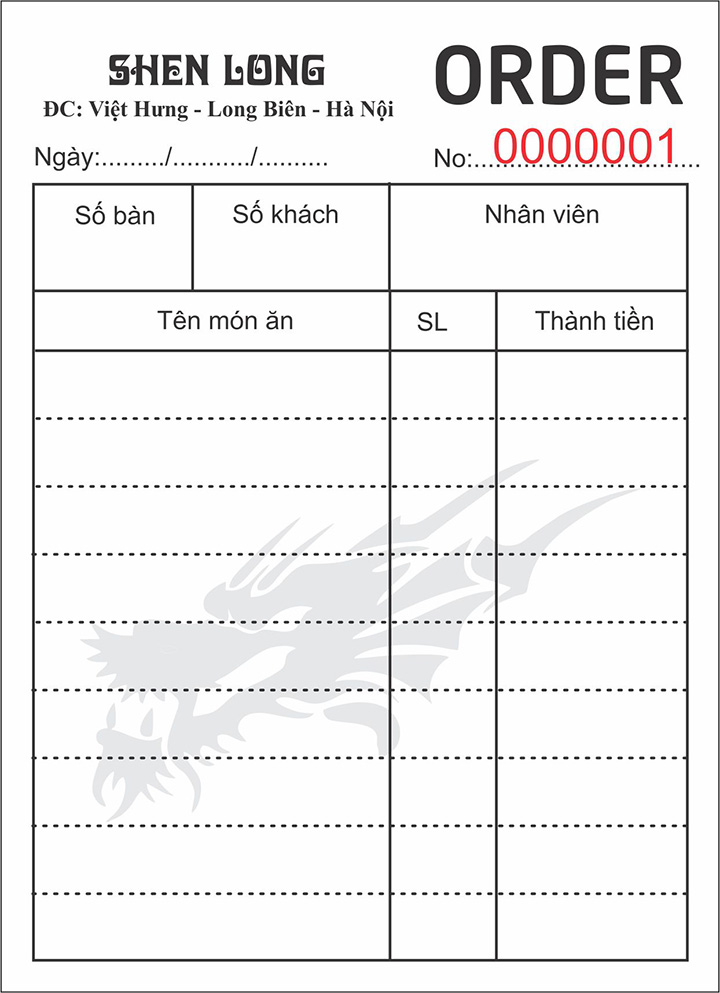 SHEN LONG
ORDER
ĐC: Việt Hưng - Long Biên - Hà Nội
Ngày:........./.........../..........
No:....0000001....
Số bàn Số khách Nhân viên
Tên món ăn SL Thành tiền